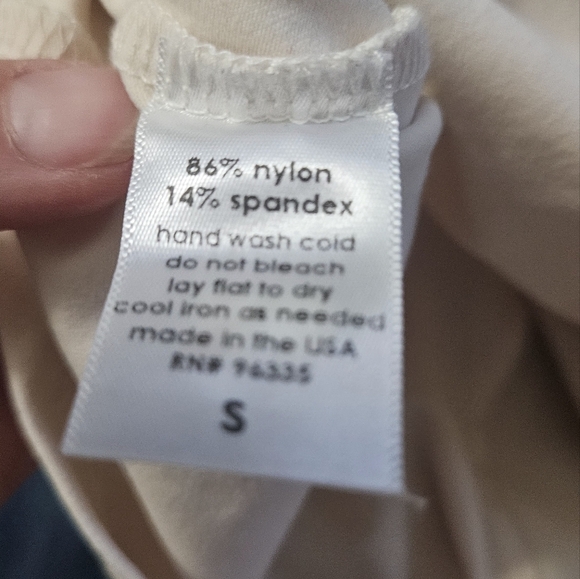 86% nylon
14% spandex
hand wash cold
do not bleach
lay flat to dry
cool iron as needed
made in the USA
RN# 96335
S